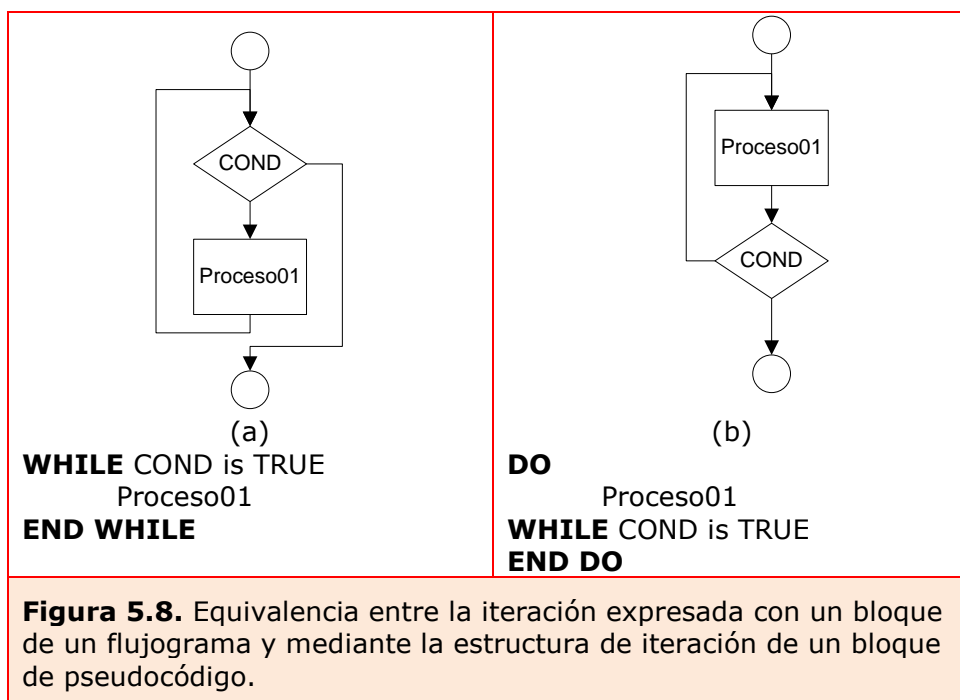 COND
Proceso01
(a)
WHILE COND is TRUE
Proceso01
END WHILE
Proceso01
COND
(b)
DO
Proceso01
WHILE COND is TRUE
END DO
Figura 5.8. Equivalencia entre la iteración expresada con un bloque
de un flujograma y mediante la estructura de iteración de un bloque
de pseudocódigo.